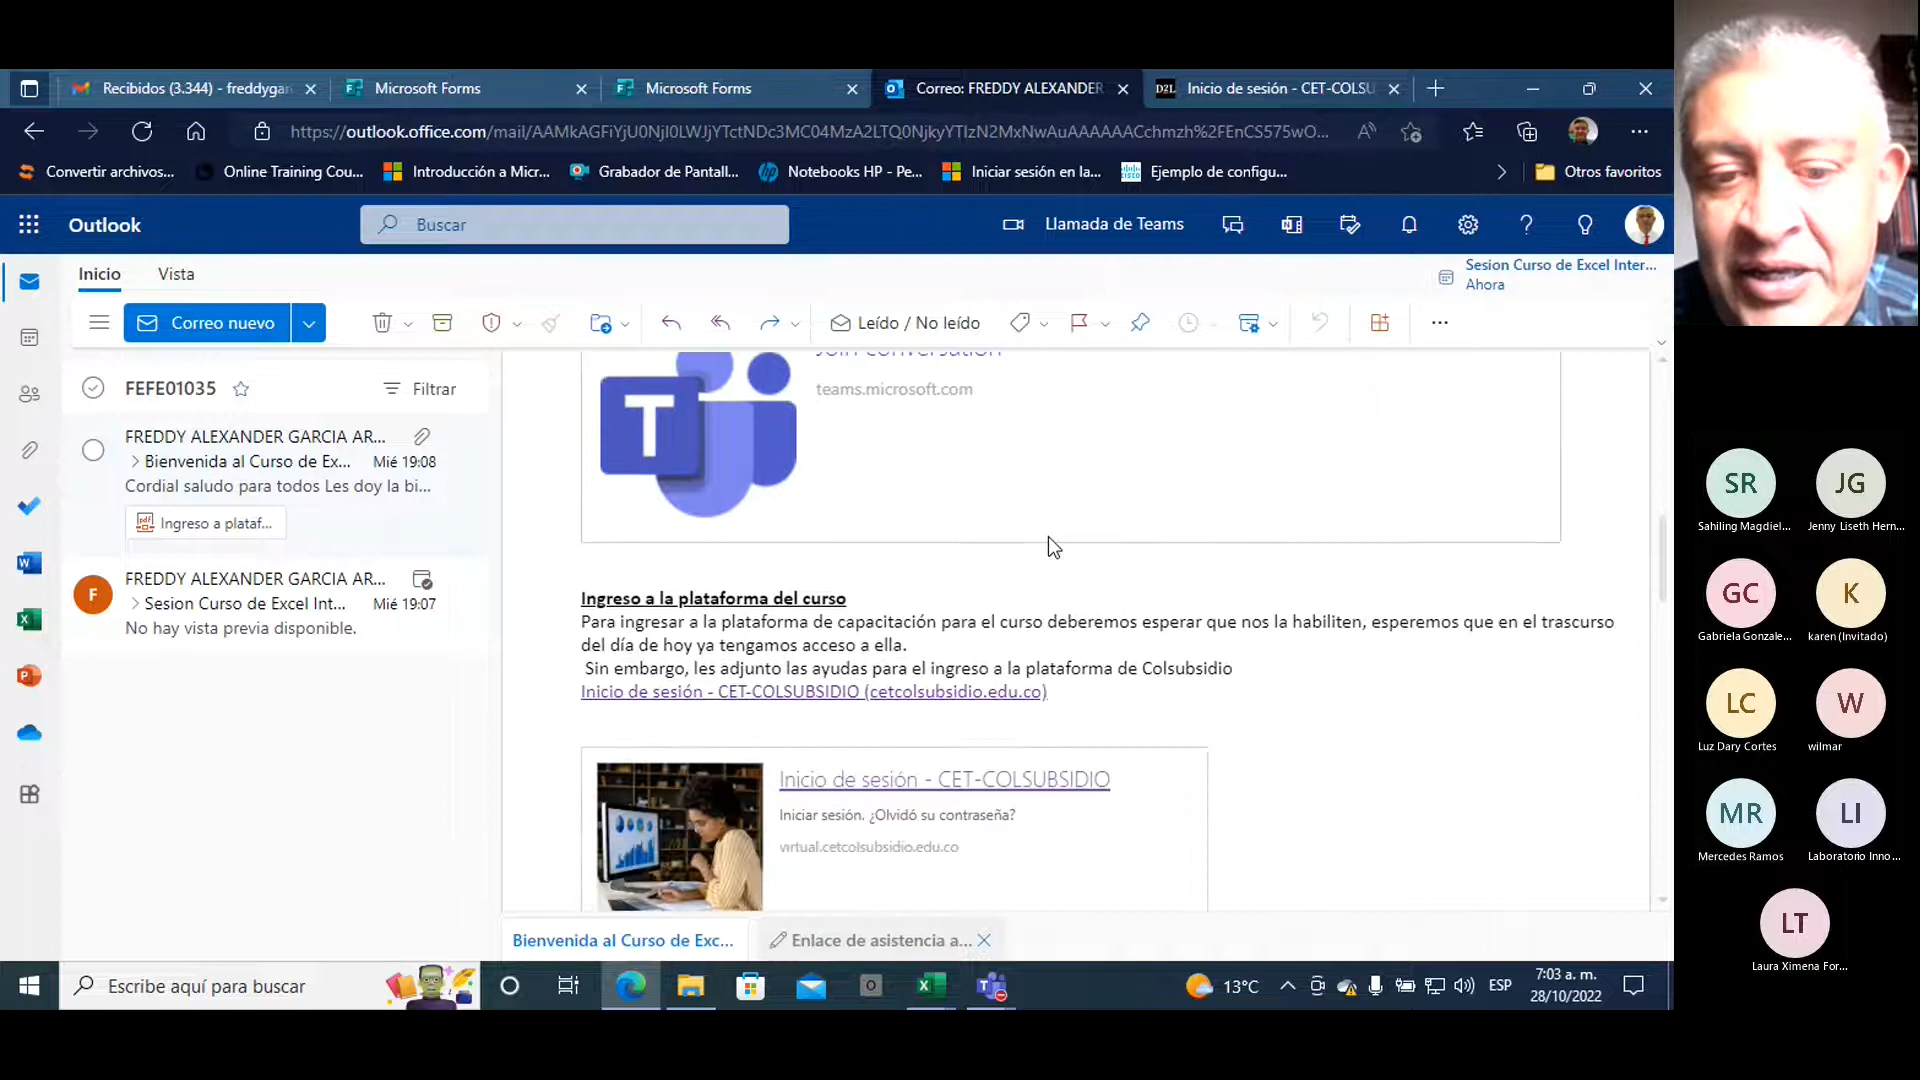 Recibidos (3.344) - freddygar
Microsoft Forms
Microsoft Forms
Correo: FREDDY ALEXANDER
D2L
Inicio de sesión - CET-COLSU
https://outlook.office.com/mail/AAMkAGFiYjU0NjI0LWJjYTctNDc3MC04MzA2LTQ0NjkyYTIzN2MxNwAuAAAAAACchmzh%2FEnCS575wO...
Convertir archivos...
Online Training Cou...
Introducción a Micr...
Grabador de Pantall...
Notebooks HP - Pe...
Iniciar sesión en la...
Ejemplo de configu...
Otros favoritos
Outlook
Buscar
Llamada de Teams
Inicio
Vista
Sesion Curso de Excel Inter...
Ahora
Correo nuevo
Leído / No leído
FEFE01035
Filtrar
FREDDY ALEXANDER GARCIA AR...
Bienvenida al Curso de Ex...
Mié 19:08
Cordial saludo para todos Les doy la bi...
Ingreso a plataf...
F
FREDDY ALEXANDER GARCIA AR...
Sesion Curso de Excel Int...
Mié 19:07
No hay vista previa disponible.
Join conversation
teams.microsoft.com
T
Ingreso a la plataforma del curso
Para ingresar a la plataforma de capacitación para el curso deberemos esperar que nos la habiliten, esperemos que en el trascurso
del día de hoy ya tengamos acceso a ella.
Sin embargo, les adjunto las ayudas para el ingreso a la plataforma de Colsubsidio
Inicio de sesión - CET-COLSUBSIDIO (cetcolsubsidio.edu.co)
Inicio de sesión - CET-COLSUBSIDIO
Iniciar sesión. ¿Olvidó su contraseña?
virtual.cetcolsubsidio.edu.co
Bienvenida al Curso de Exc...
Enlace de asistencia a...
Escribe aquí para buscar
13°C
ESP
7:03 a. m.
28/10/2022
SR
Sahiling Magdiel...
JG
Jenny Liseth Hern...
GC
Gabriela Gonzale...
K
karen (Invitado)
LC
Luz Dary Cortes
W
wilmar
MR
Mercedes Ramos
LI
Laboratorio Inno...
LT
Laura Ximena For...